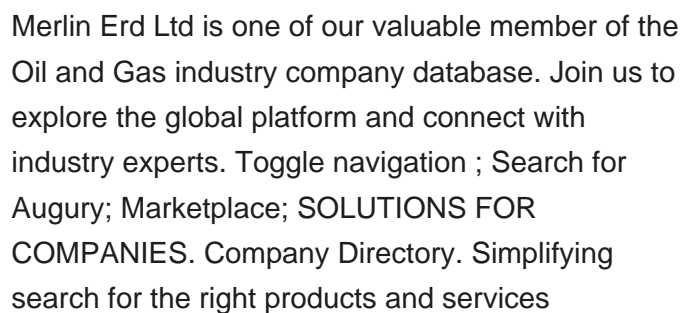 Merlin Erd Ltd is one of our valuable member of the
Oil and Gas industry company database. Join us to
explore the global platform and connect with
industry experts. Toggle navigation ; Search for
Augury; Marketplace; SOLUTIONS FOR
COMPANIES. Company Directory. Simplifying
search for the right products and services